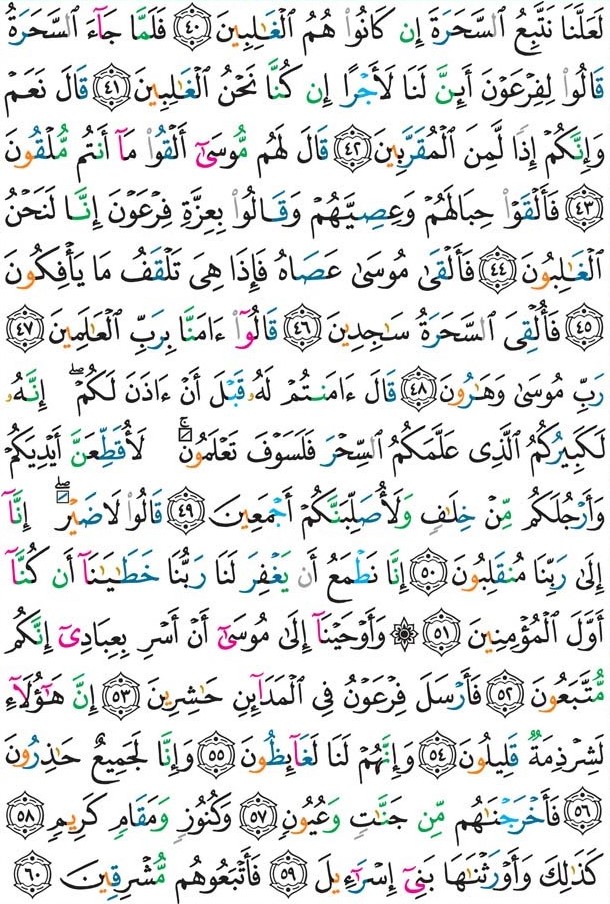 لَعَلَّنَا نَتَّبِعُ ٱلسَّحَرَةَ إِن كَانُوا۟ هُمُ ٱلْغَـٰلِبِينَ ﴿٤٠﴾ فَلَمَّا جَآءَ ٱلسَّحَرَةُ
قَالُوا۟ لِفِرْعَوْنَ أَئِنَّ لَنَا لَأَجْرًا إِن كُنَّا نَحْنُ ٱلْغَـٰلِبِينَ ﴿٤١﴾ قَالَ نَعَمْ
وَإِنَّكُمْ إِذًا لَّمِنَ ٱلْمُقَرَّبِينَ ﴿٤٢﴾ قَالَ لَهُم مُّوسَىٰٓ أَلْقُوا۟ مَآ أَنتُم مُّلْقُونَ
﴿٤٣﴾ فَأَلْقَوْا۟ حِبَالَهُمْ وَعِصِيَّهُمْ وَقَالُوا۟ بِعِزَّةِ فِرْعَوْنَ إِنَّا لَنَحْنُ
ٱلْغَـٰلِبُونَ ﴿٤٤﴾ فَأَلْقَىٰ مُوسَىٰ عَصَاهُ فَإِذَا هِىَ تَلْقَفُ مَا يَأْفِكُونَ
﴿٤٥﴾ فَأُلْقِىَ ٱلسَّحَرَةُ سَـٰجِدِينَ ﴿٤٦﴾ قَالُوٓا۟ ءَامَنَّا بِرَبِّ ٱلْعَـٰلَمِينَ ﴿٤٧﴾
رَبِّ مُوسَىٰ وَهَـٰرُونَ ﴿٤٨﴾ قَالَ ءَامَنتُمْ لَهُۥ قَبْلَ أَنْ ءَاذَنَ لَكُمْ ۖ إِنَّهُۥ
لَكَبِيرُكُمُ ٱلَّذِى عَلَّمَكُمُ ٱلسِّحْرَ فَلَسَوْفَ تَعْلَمُونَ ۚ لَأُقَطِّعَنَّ أَيْدِيَكُمْ
وَأَرْجُلَكُم مِّنْ خِلَـٰفٍ وَلَأُصَلِّبَنَّكُمْ أَجْمَعِينَ ﴿٤٩﴾ قَالُوا۟ لَا ضَيْرَ ۖ إِنَّآ
إِلَىٰ رَبِّنَا مُنقَلِبُونَ ﴿٥٠﴾ إِنَّا نَطْمَعُ أَن يَغْفِرَ لَنَا رَبُّنَا خَطَـٰيَـٰنَآ أَن كُنَّآ
أَوَّلَ ٱلْمُؤْمِنِينَ ﴿٥١﴾ ۞ وَأَوْحَيْنَآ إِلَىٰ مُوسَىٰٓ أَنْ أَسْرِ بِعِبَادِىٓ إِنَّكُم
مُّتَّبَعُونَ ﴿٥٢﴾ فَأَرْسَلَ فِرْعَوْنُ فِى ٱلْمَدَآئِنِ حَـٰشِرِينَ ﴿٥٣﴾ إِنَّ هَـٰٓؤُلَآءِ
لَشِرْذِمَةٌ قَلِيلُونَ ﴿٥٤﴾ وَإِنَّهُمْ لَنَا لَغَآئِظُونَ ﴿٥٥﴾ وَإِنَّا لَجَمِيعٌ حَـٰذِرُونَ
﴿٥٦﴾ فَأَخْرَجْنَـٰهُم مِّن جَنَّـٰتٍ وَعُيُونٍ ﴿٥٧﴾ وَكُنُوزٍ وَمَقَامٍ كَرِيمٍ ﴿٥٨﴾
كَذَٰلِكَ وَأَوْرَثْنَـٰهَا بَنِىٓ إِسْرَٰٓءِيلَ ﴿٥٩﴾ فَأَتْبَعُوهُم مُّشْرِقِينَ ﴿٦٠﴾